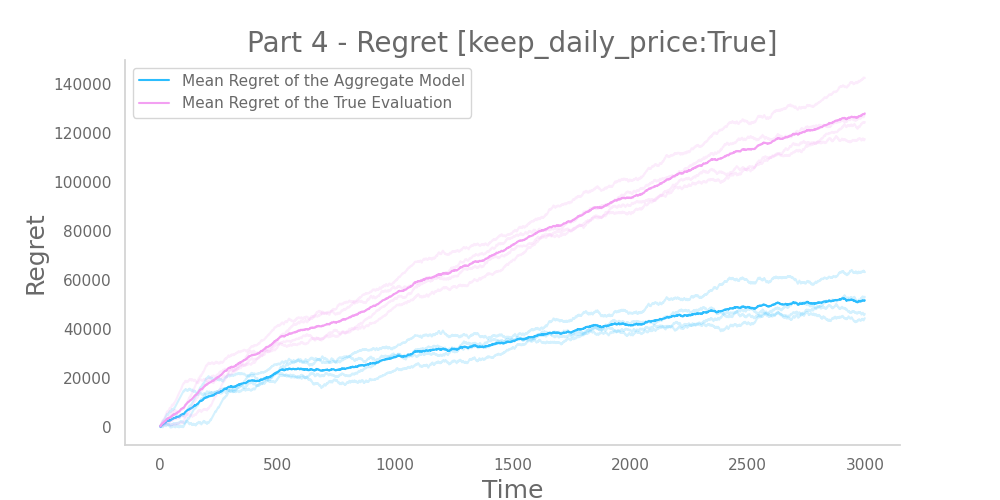 Part 4 - Regret [keep_daily_price:True]
Mean Regret of the Aggregate Model
Mean Regret of the True Evaluation
140000
120000
100000
80000
60000
40000
20000
0
Regret
0 500 1000 1500 2000 2500 3000
Time